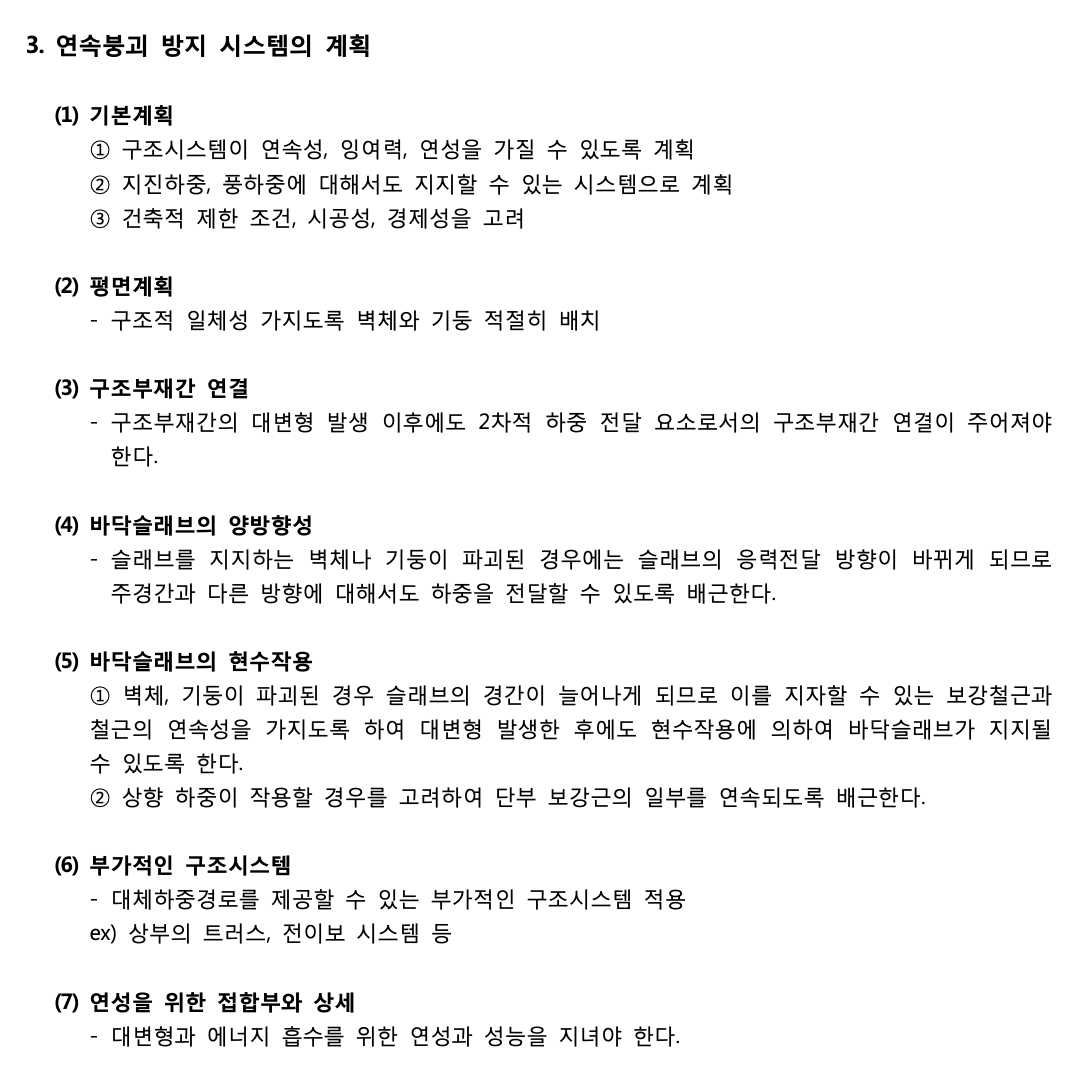 3. 연속붕괴 방지 시스템의 계획
(1) 기본계획
① 구조시스템이 연속성, 잉여력, 연성을 가질 수 있도록 계획
② 지진하중, 풍하중에 대해서도 지지할 수 있는 시스템으로 계획
③ 건축적 제한 조건, 시공성, 경제성을 고려
(2) 평면계획
- 구조적 일체성 가지도록 벽체와 기둥 적절히 배치
(3) 구조부재간 연결
- 구조부재간의 대변형 발생 이후에도 2차적 하중 전달 요소로서의 구조부재간 연결이 주어져야
한다.
(4) 바닥슬래브의 양방향성
- 슬래브를 지지하는 벽체나 기둥이 파괴된 경우에는 슬래브의 응력전달 방향이 바뀌게 되므로
주경간과 다른 방향에 대해서도 하중을 전달할 수 있도록 배근한다.
(5) 바닥슬래브의 현수작용
① 벽체, 기둥이 파괴된 경우 슬래브의 경간이 늘어나게 되므로 이를 지자할 수 있는 보강철근과
철근의 연속성을 가지도록 하여 대변형 발생한 후에도 현수작용에 의하여 바닥슬래브가 지지될
수 있도록 한다.
② 상향 하중이 작용할 경우를 고려하여 단부 보강근의 일부를 연속되도록 배근한다.
(6) 부가적인 구조시스템
- 대체하중경로를 제공할 수 있는 부가적인 구조시스템 적용
ex) 상부의 트러스, 전이보 시스템 등
(7) 연성을 위한 접합부와 상세
- 대변형과 에너지 흡수를 위한 연성과 성능을 지녀야 한다.